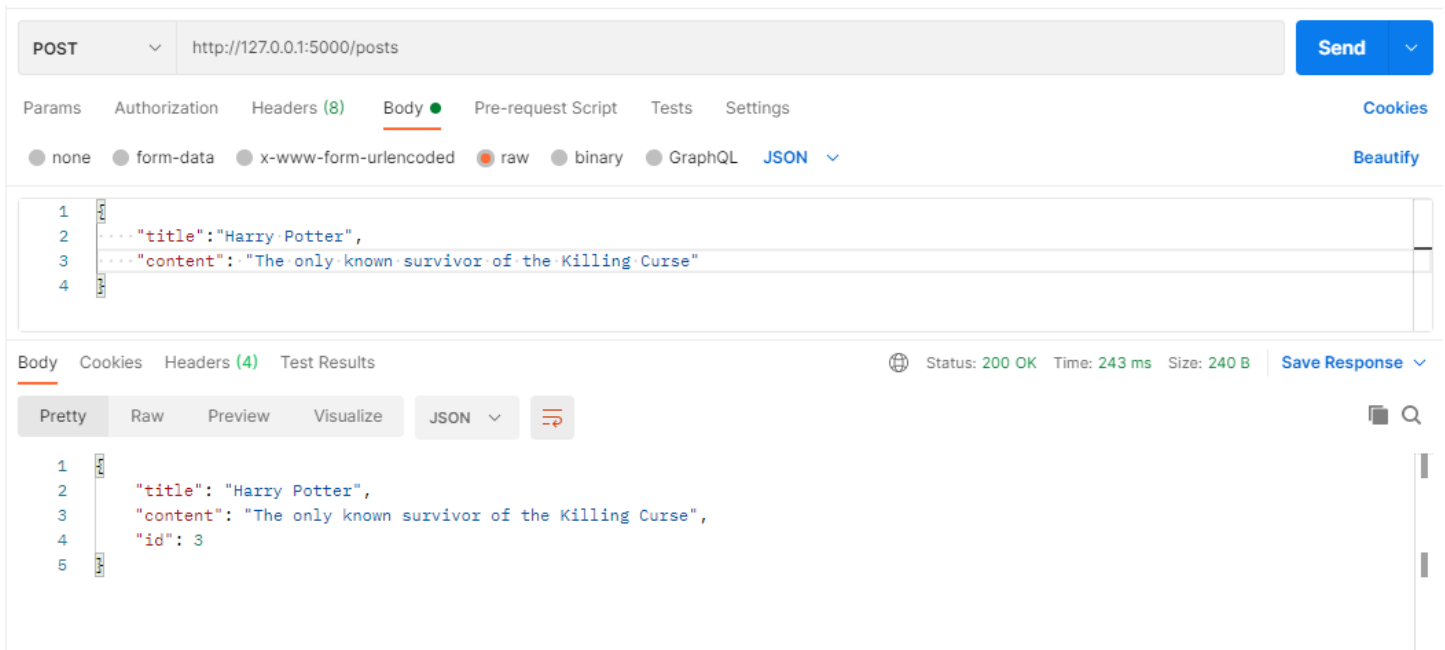 POST http://127.0.0.1:5000/posts Send
Params Authorization Headers (8) Body Pre-request Script Tests Settings Cookies
none form-data x-www-form-urlencoded raw binary GraphQL JSON Beautify
1 {
2 "title":"Harry Potter",
3 "content": "The only known survivor of the Killing Curse"
4 }
Body Cookies Headers (4) Test Results Status: 200 OK Time: 243 ms Size: 240 B Save Response
Pretty Raw Preview Visualize JSON
1 {
2 "title": "Harry Potter",
3 "content": "The only known survivor of the Killing Curse",
4 "id": 3
5 }